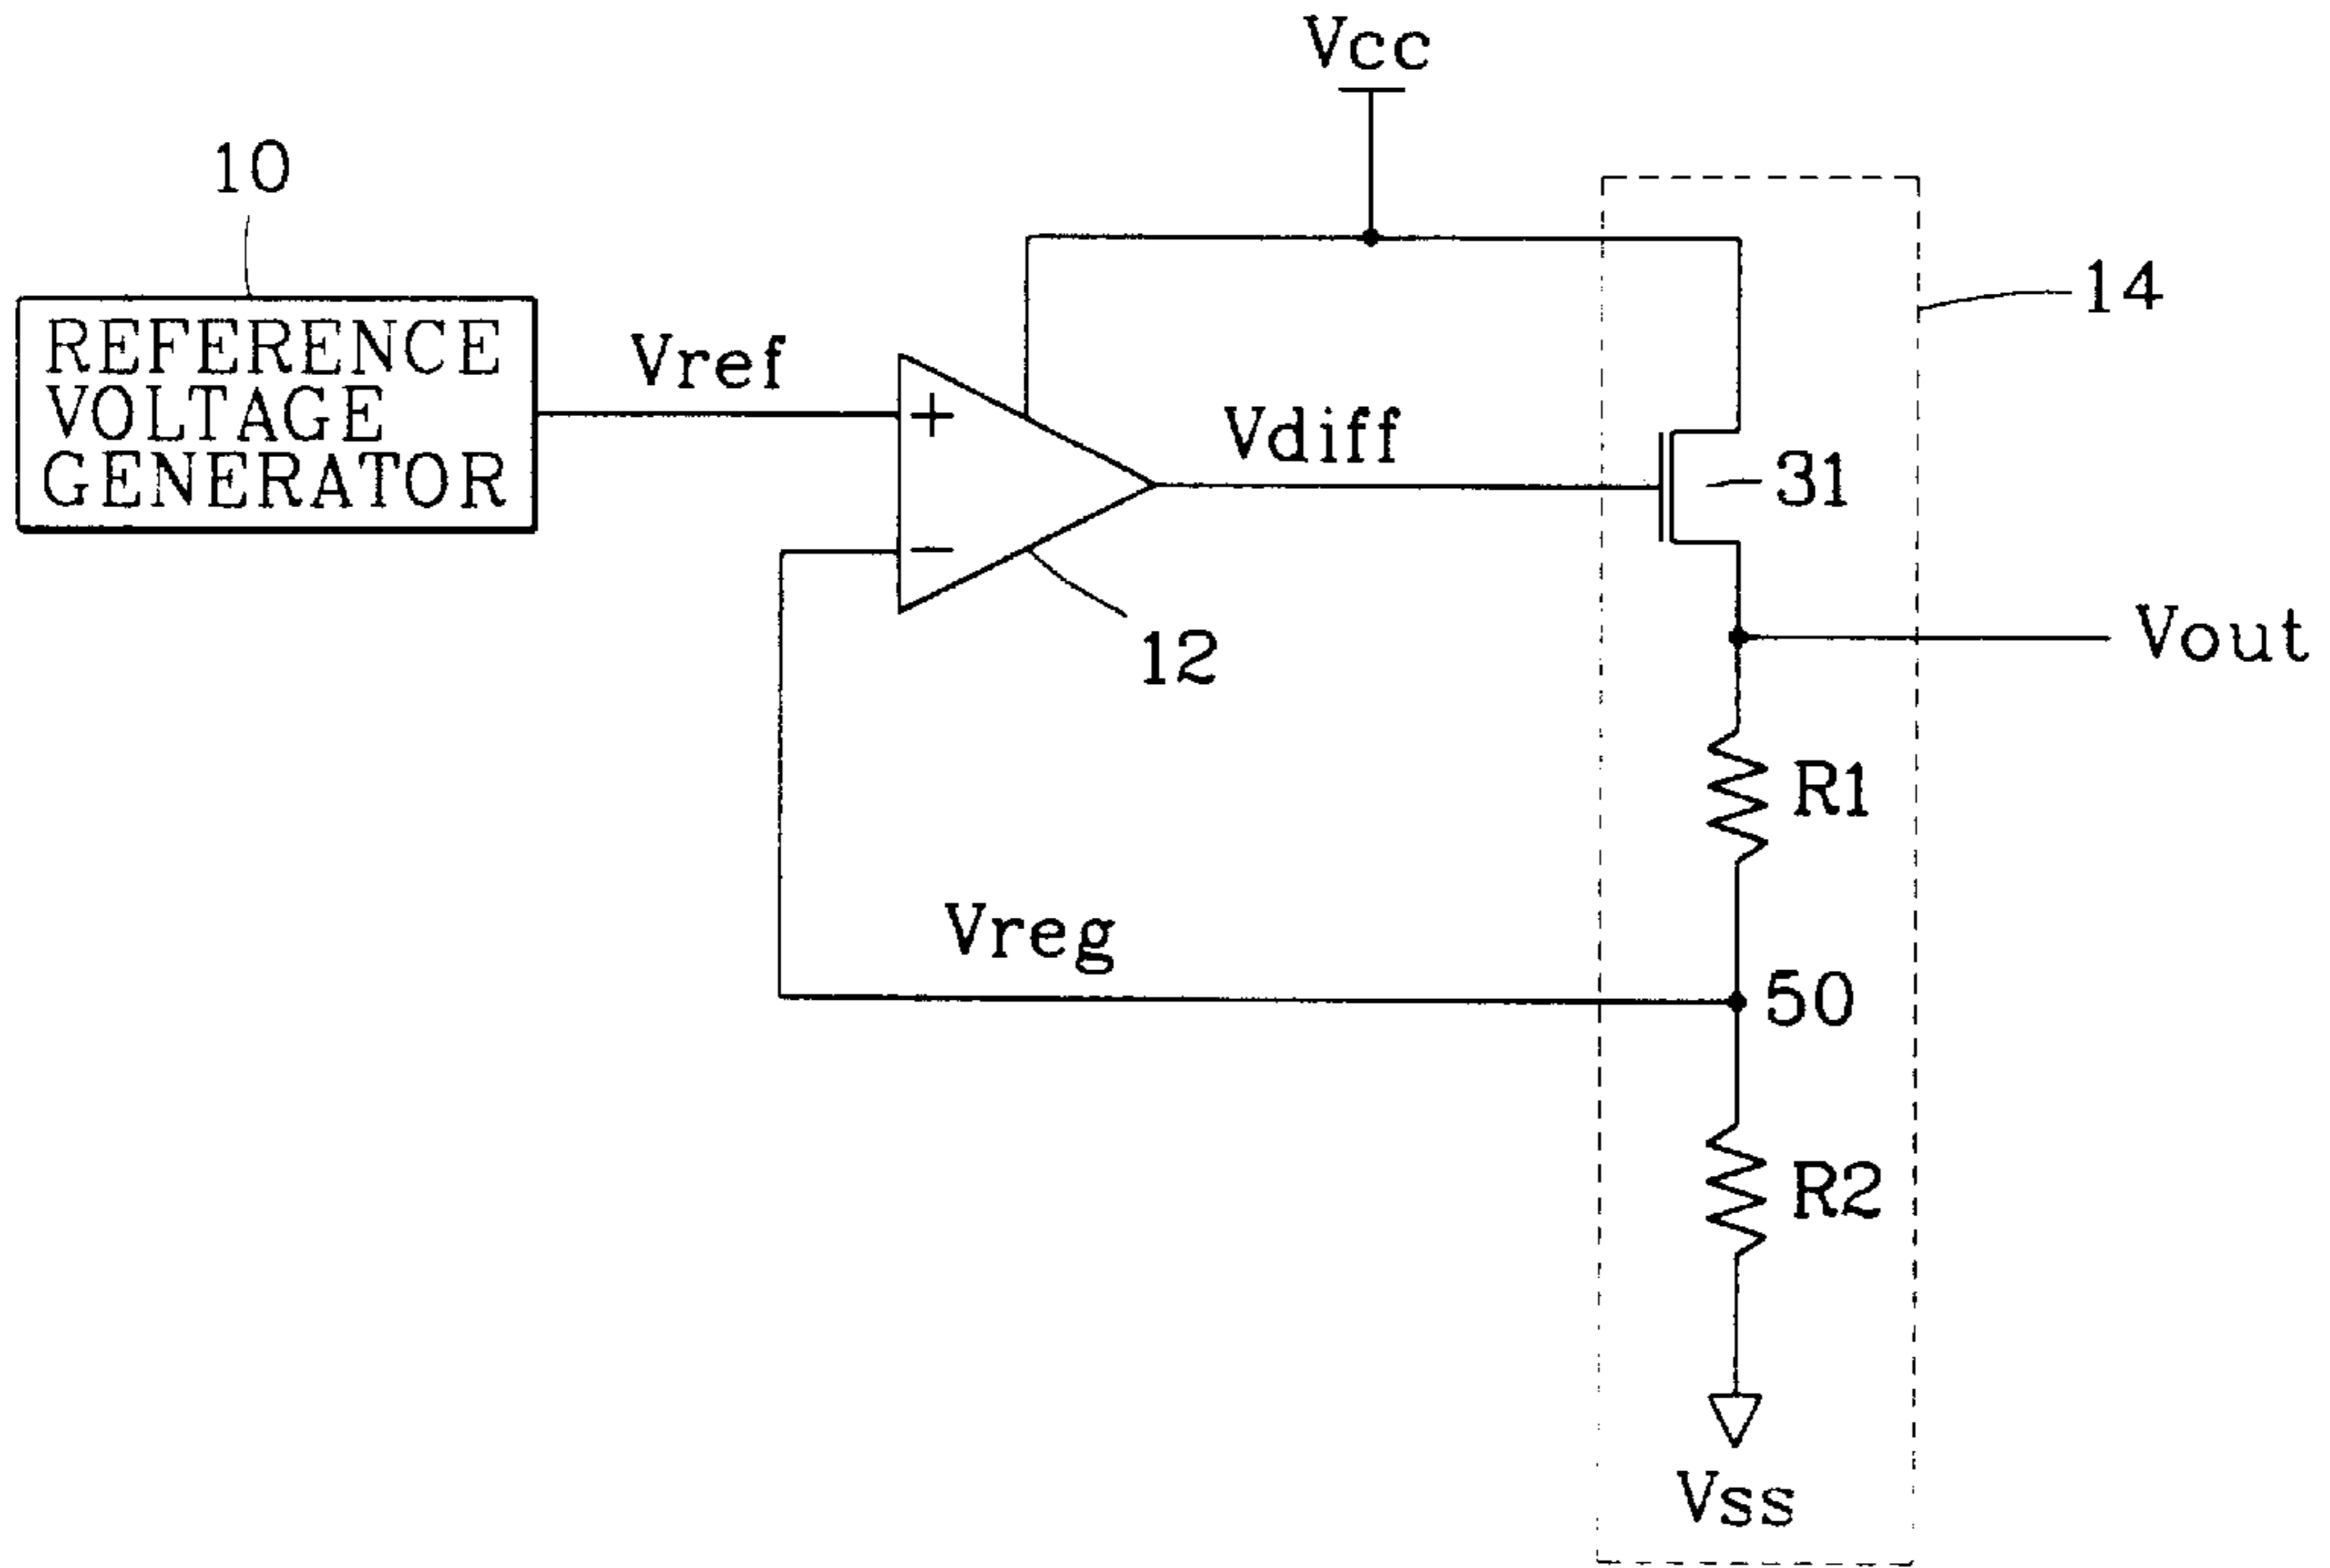 Vcc
10
14
REFERENCE
VOLTAGE
GENERATOR
Vref
+
Vdiff
31
−
12
Vout
R1
Vreg
50
R2
Vss